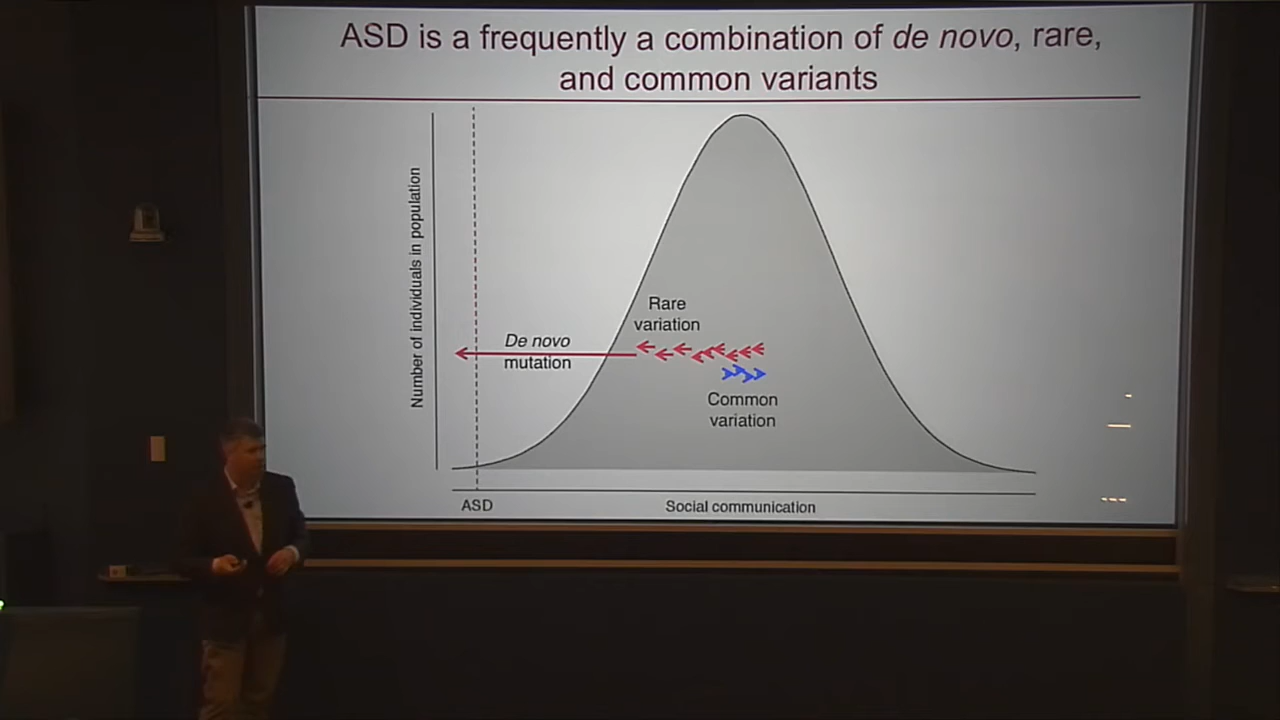 ASD is a frequently a combination of de novo, rare,
and common variants
Number of individuals in population
Rare
variation
De novo
mutation
Common
variation
ASD
Social communication